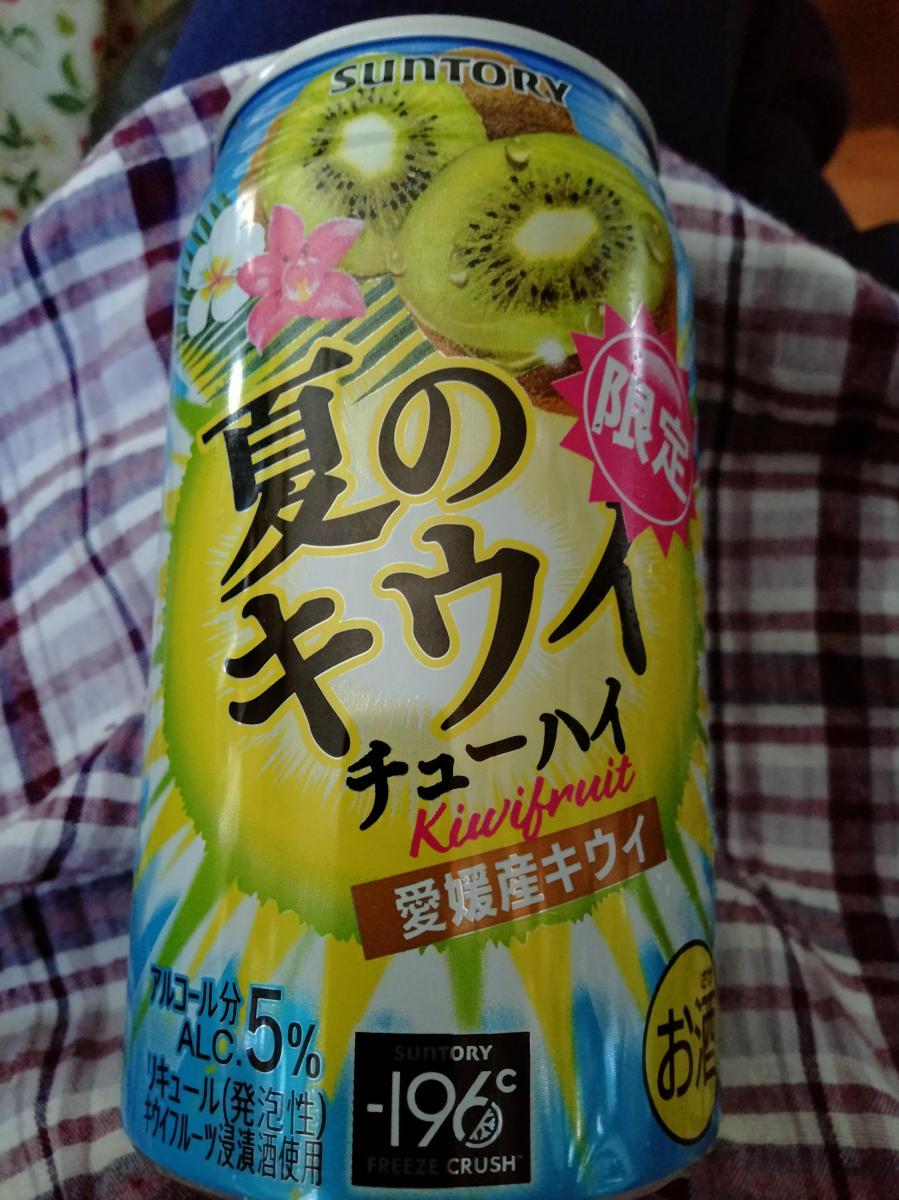 SUNTORY
限定
夏の
キウイ
チューハイ
Kiwifruit
愛媛産キウイ
アルコール分
ALC.5%
リキュール(発泡性)
キウイフルーツ浸漬酒使用
SUNTORY
-196℃
FREEZE CRUSH
お酒